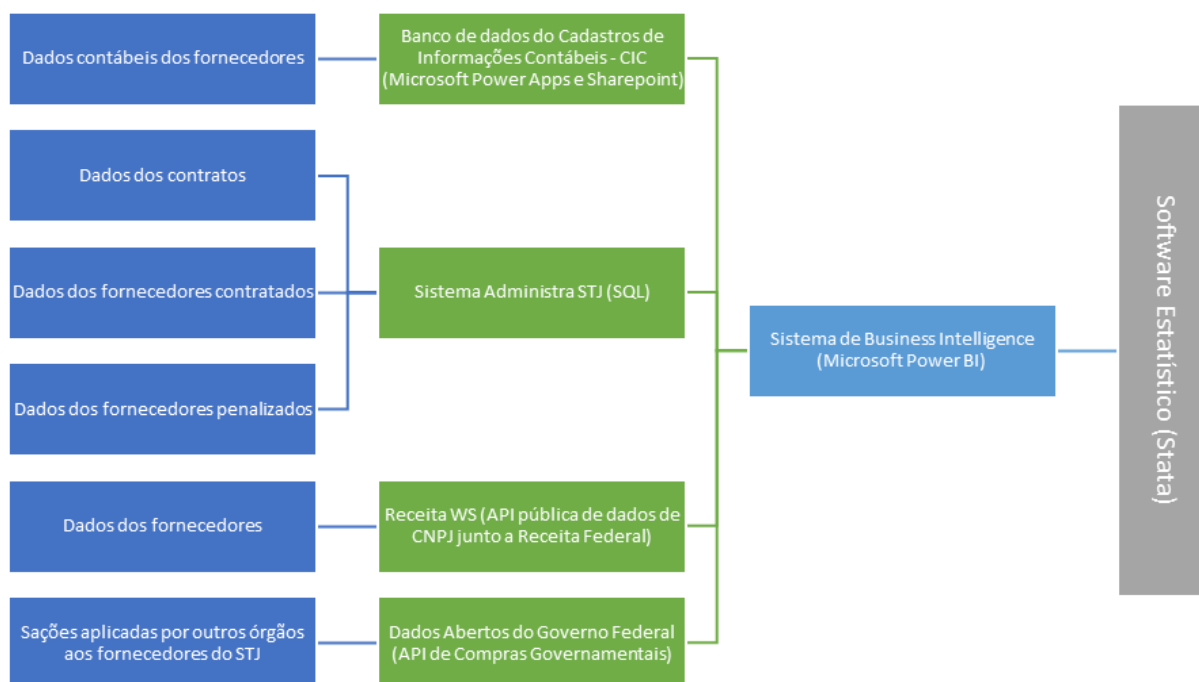 Dados contábeis dos fornecedores
Banco de dados do Cadastros de
Informações Contábeis - CIC
(Microsoft Power Apps e Sharepoint)
Dados dos contratos
Dados dos fornecedores contratados
Sistema Administra STJ (SQL)
Dados dos fornecedores penalizados
Dados dos fornecedores
Receita WS (API pública de dados de
CNPJ junto a Receita Federal)
Sações aplicadas por outros órgãos
aos fornecedores do STJ
Dados Abertos do Governo Federal
(API de Compras Governamentais)
Sistema de Business Intelligence
(Microsoft Power BI)
Software Estatístico (Stata)